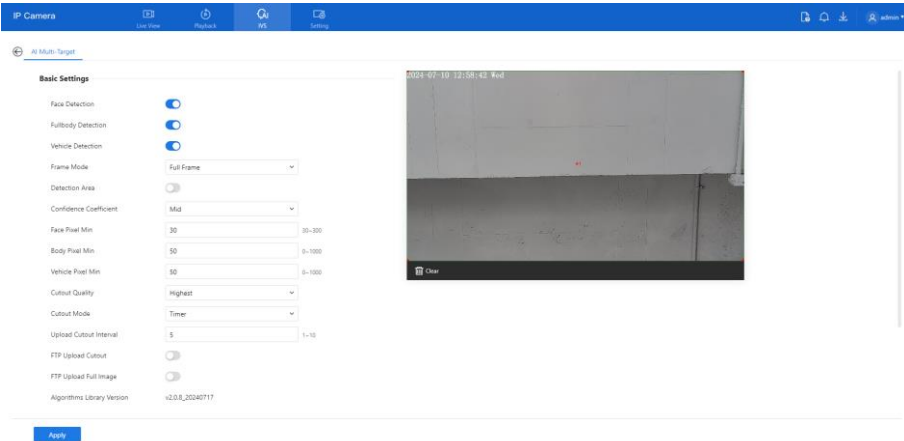 IP Camera
Live View
Playback
IVS
Setting
admin
AI Multi-Target
Basic Settings
2024-07-10 12:58:42 Wed
Face Detection
Fullbody Detection
Vehicle Detection
Frame Mode Full Frame
Detection Area
Confidence Coefficient Mid
Face Pixel Min 30 30~300
Body Pixel Min 50 0~1000
Vehicle Pixel Min 50 0~1000
Clear
Cutout Quality Highest
Cutout Mode Timer
Upload Cutout Interval 5 1~10
FTP Upload Cutout
FTP Upload Full Image
Algorithms Library Version v2.0.8_20240717
Apply